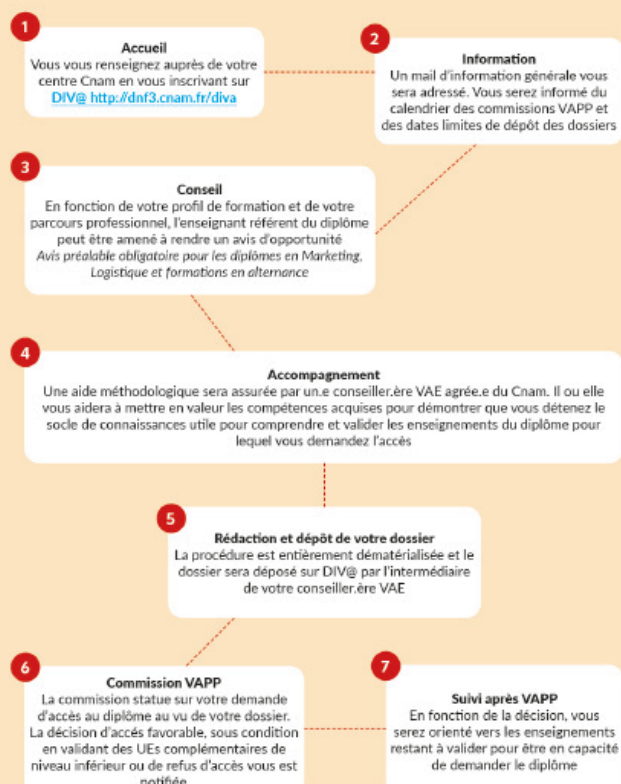 1
Accueil
Vous vous renseignez auprès de votre
centre Cnam en vous inscrivant sur
DIV@ http://dnf3.cnam.fr/diva
2
Information
Un mail d'information générale vous
sera adressé. Vous serez informé du
calendrier des commissions VAPP et
des dates limites de dépôt des dossiers
3
Conseil
En fonction de votre profil de formation et de votre
parcours professionnel, l'enseignant référent du diplôme
peut être amené à rendre un avis d'opportunité
Avis préalable obligatoire pour les diplômes en Marketing,
Logistique et formations en alternance
4
Accompagnement
Une aide méthodologique sera assurée par un.e conseiller.ère VAE agrée.e du Cnam. Il ou elle
vous aidera à mettre en valeur les compétences acquises pour démontrer que vous détenez le
socle de connaissances utile pour comprendre et valider les enseignements du diplôme pour
lequel vous demandez l'accès
5
Rédaction et dépôt de votre dossier
La procédure est entièrement dématérialisée et le
dossier sera déposé sur DIV@ par l'intermédiaire
de votre conseiller.ère VAE
6
Commission VAPP
La commission statue sur votre demande
d'accès au diplôme au vu de votre dossier.
La décision d'accés favorable, sous condition
en validant des UEs complémentaires de
niveau inférieur ou de refus d'accès vous est
notifiée
7
Suivi après VAPP
En fonction de la décision, vous
serez orienté vers les enseignements
restant à valider pour être en capacité
de demander le diplôme